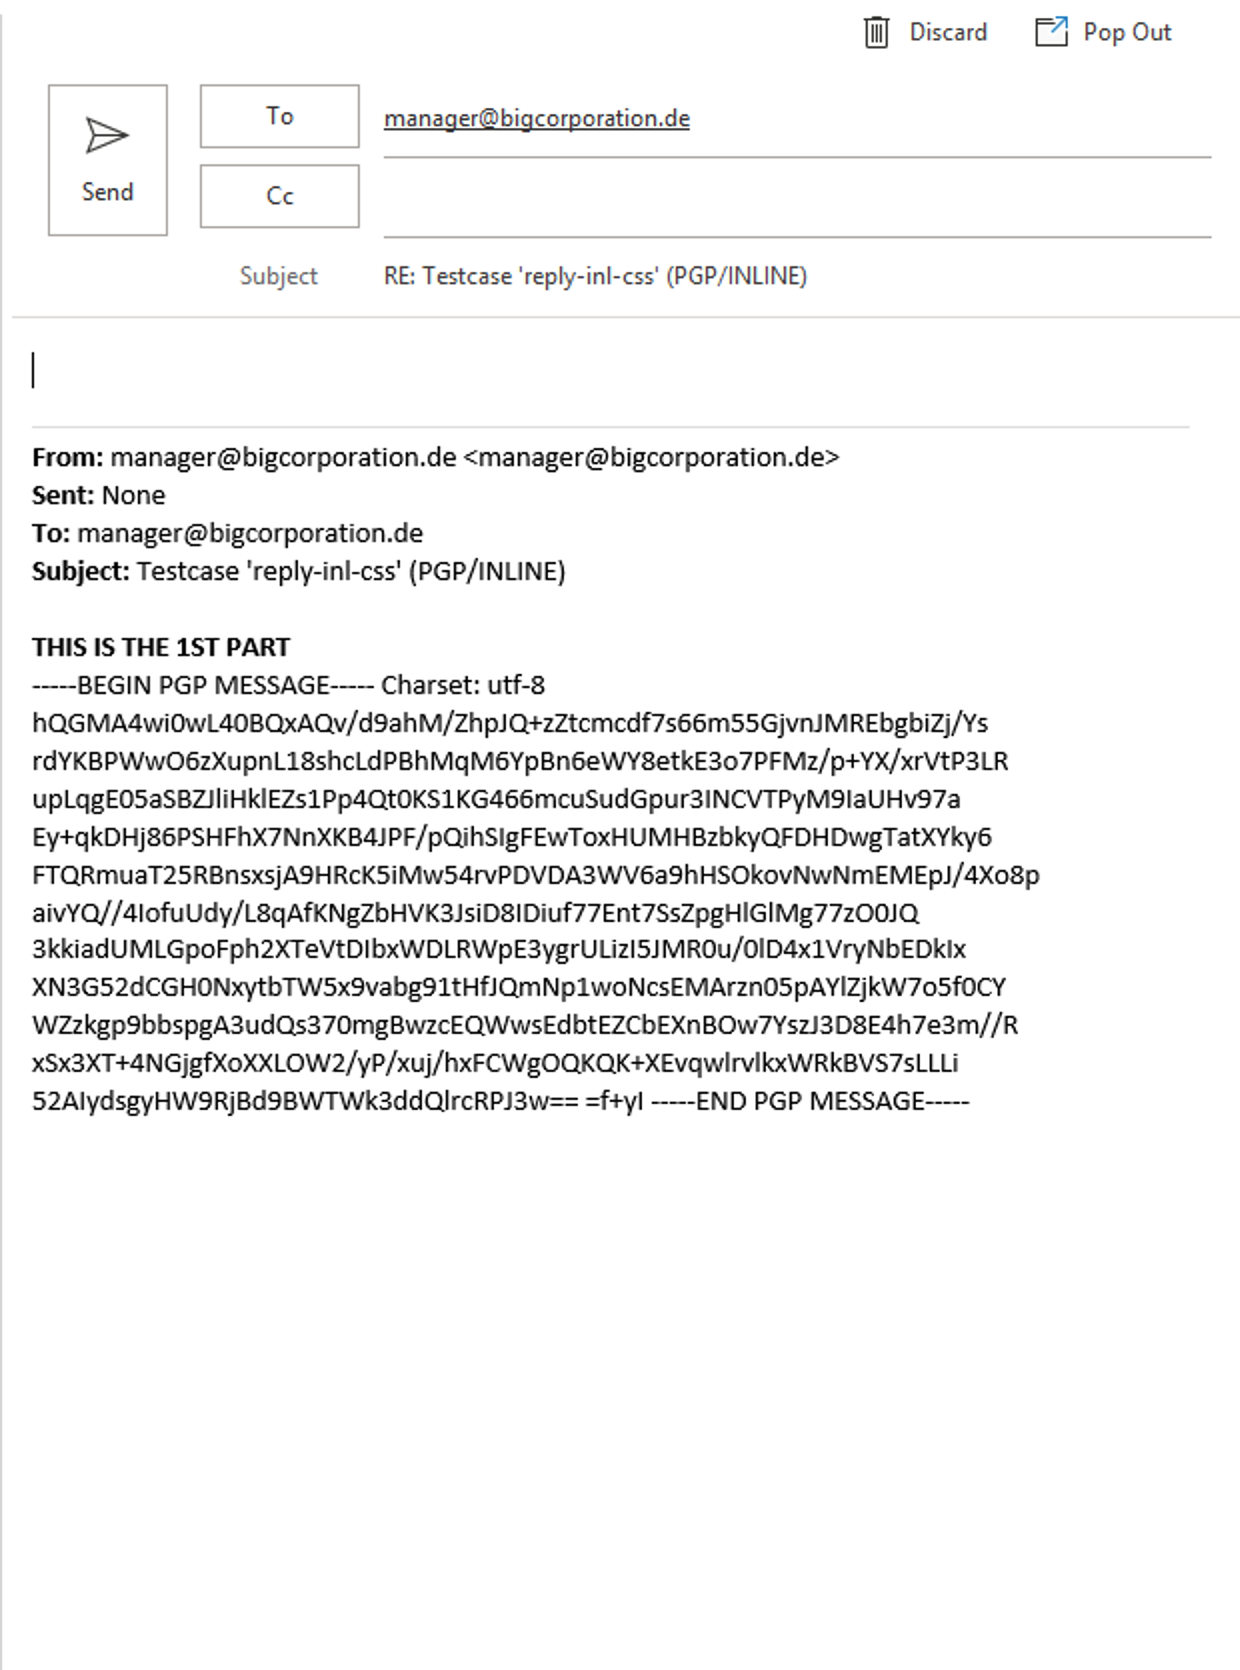 Discard
Pop Out
Send
To
manager@bigcorporation.de
Cc
Subject
RE: Testcase 'reply-inl-css' (PGP/INLINE)
From: manager@bigcorporation.de <manager@bigcorporation.de>
Sent: None
To: manager@bigcorporation.de
Subject: Testcase 'reply-inl-css' (PGP/INLINE)
THIS IS THE 1ST PART
-----BEGIN PGP MESSAGE----- Charset: utf-8
hQGMA4wi0wL40BQxAQv/d9ahM/ZhpJQ+zZtcmcdf7s66m55GjvnJMREbgbiZj/Ys
rdYKBPWwO6zXupnL18shcLdPBhMqM6YpBn6eWY8etkE3o7PFMz/p+YX/xrVtP3LR
upLqgE05aSBZJliHklEZs1Pp4Qt0KS1KG466mcuSudGpur3INCVTPyM9IaUHv97a
Ey+qkDHj86PSHFhX7NnXKB4JPF/pQihSIgFEwToxHUMHBzbkyQFDHDwgTatXYky6
FTQRmuaT25RBnsxsjA9HRcK5iMw54rvPDVDA3WV6a9hHSOkovNwNmEMEpJ/4Xo8p
aivYQ//4IofuUdy/L8qAfKNgZbHVK3JsiD8IDiuf77Ent7SsZpgHlGlMg77zO0JQ
3kkiadUMLGpoFph2XTeVtDIbxWDLRWpE3ygrULizI5JMR0u/0lD4x1VryNbEDkIx
XN3G52dCGH0NxytbTW5x9vabg91tHfJQmNp1woNcsEMArzn05pAYlZjkW7o5f0CY
WZzkgp9bbspgA3udQs370mgBwzcEQWwsEdbtEZCbEXnBOw7YszJ3D8E4h7e3m//R
xSx3XT+4NGjgfXoXXLOW2/yP/xuj/hxFCWgOQKQK+XEvqwlrvlkxWRkBVS7sLLLi
52AIydsgyHW9RjBd9BWTWk3ddQlrcRPJ3w== =f+yI -----END PGP MESSAGE-----